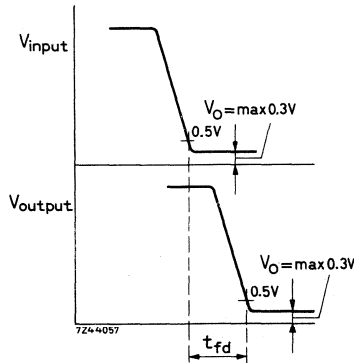 Vinput
VO = max 0.3V
0.5V
Voutput
VO = max 0.3V
0.5V
7Z44057
tfd